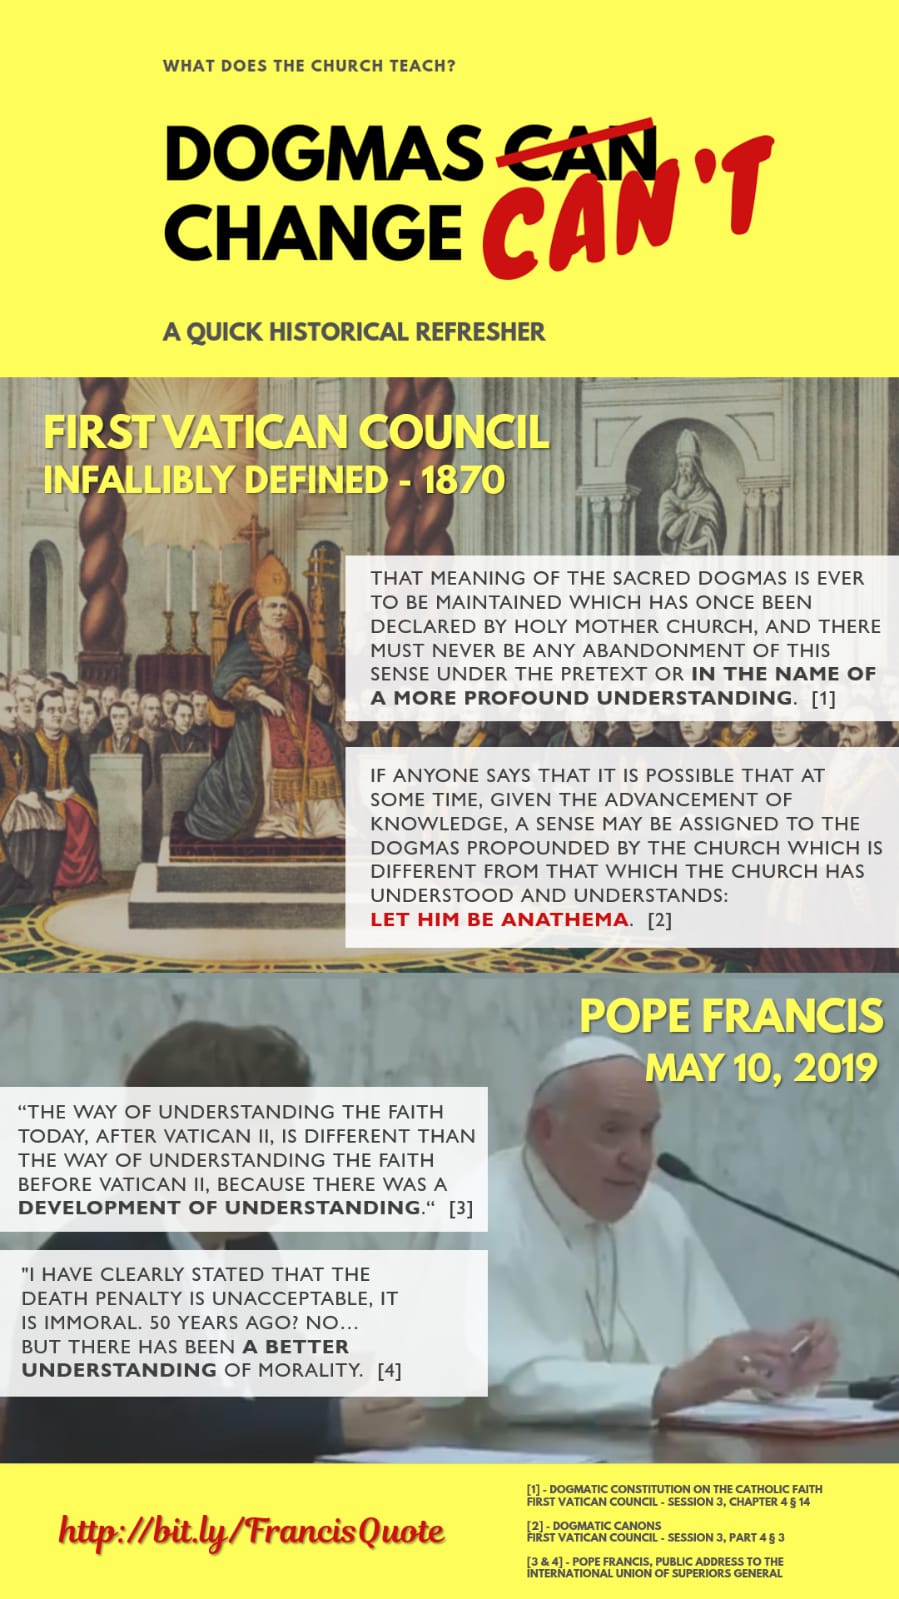 WHAT DOES THE CHURCH TEACH?
DOGMAS CAN
CHANGE CAN'T
A QUICK HISTORICAL REFRESHER
FIRST VATICAN COUNCIL
INFALLIBLY DEFINED - 1870
THAT MEANING OF THE SACRED DOGMAS IS EVER
TO BE MAINTAINED WHICH HAS ONCE BEEN
DECLARED BY HOLY MOTHER CHURCH, AND THERE
MUST NEVER BE ANY ABANDONMENT OF THIS
SENSE UNDER THE PRETEXT OR IN THE NAME OF
A MORE PROFOUND UNDERSTANDING. [1]
IF ANYONE SAYS THAT IT IS POSSIBLE THAT AT
SOME TIME, GIVEN THE ADVANCEMENT OF
KNOWLEDGE, A SENSE MAY BE ASSIGNED TO THE
DOGMAS PROPOUNDED BY THE CHURCH WHICH IS
DIFFERENT FROM THAT WHICH THE CHURCH HAS
UNDERSTOOD AND UNDERSTANDS:
LET HIM BE ANATHEMA. [2]
POPE FRANCIS
MAY 10, 2019
“THE WAY OF UNDERSTANDING THE FAITH
TODAY, AFTER VATICAN II, IS DIFFERENT THAN
THE WAY OF UNDERSTANDING THE FAITH
BEFORE VATICAN II, BECAUSE THERE WAS A
DEVELOPMENT OF UNDERSTANDING.“ [3]
"I HAVE CLEARLY STATED THAT THE
DEATH PENALTY IS UNACCEPTABLE, IT
IS IMMORAL. 50 YEARS AGO? NO...
BUT THERE HAS BEEN A BETTER
UNDERSTANDING OF MORALITY. [4]
http://bit.ly/FrancisQuote
[1] - DOGMATIC CONSTITUTION ON THE CATHOLIC FAITH
FIRST VATICAN COUNCIL - SESSION 3, CHAPTER 4 § 14
[2] - DOGMATIC CANONS
FIRST VATICAN COUNCIL - SESSION 3, PART 4 § 3
[3 & 4] - POPE FRANCIS, PUBLIC ADDRESS TO THE
INTERNATIONAL UNION OF SUPERIORS GENERAL